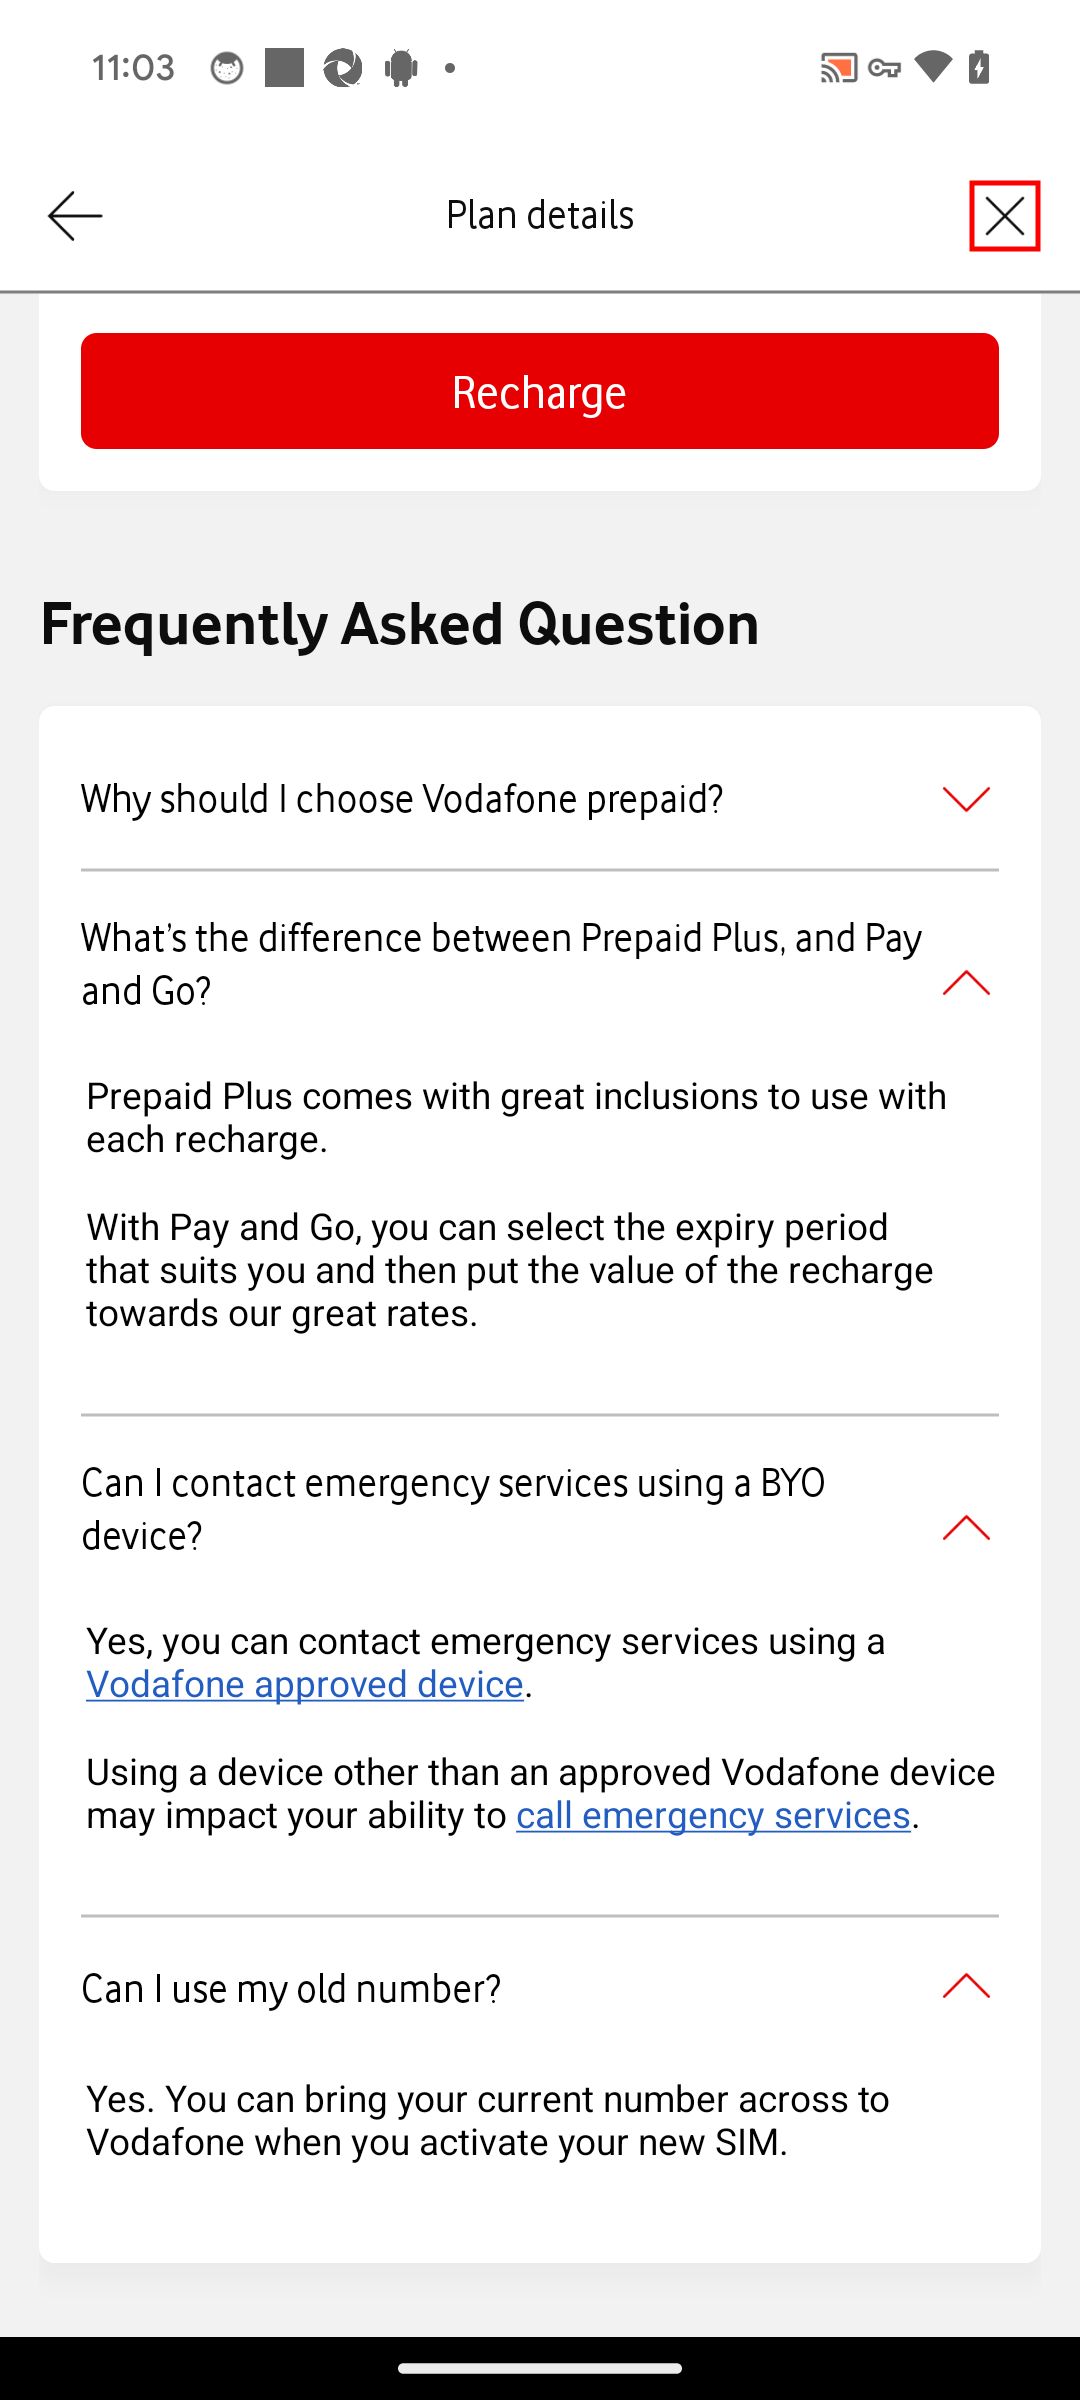 11:03
Plan details
Recharge
Frequently Asked Question
Why should I choose Vodafone prepaid?
What's the difference between Prepaid Plus, and Pay
and Go?
Prepaid Plus comes with great inclusions to use with
each recharge.
With Pay and Go, you can select the expiry period
that suits you and then put the value of the recharge
towards our great rates.
Can I contact emergency services using a BYO
device?
Yes, you can contact emergency services using a
Vodafone approved device.
Using a device other than an approved Vodafone device
may impact your ability to call emergency services.
Can I use my old number?
Yes. You can bring your current number across to
Vodafone when you activate your new SIM.